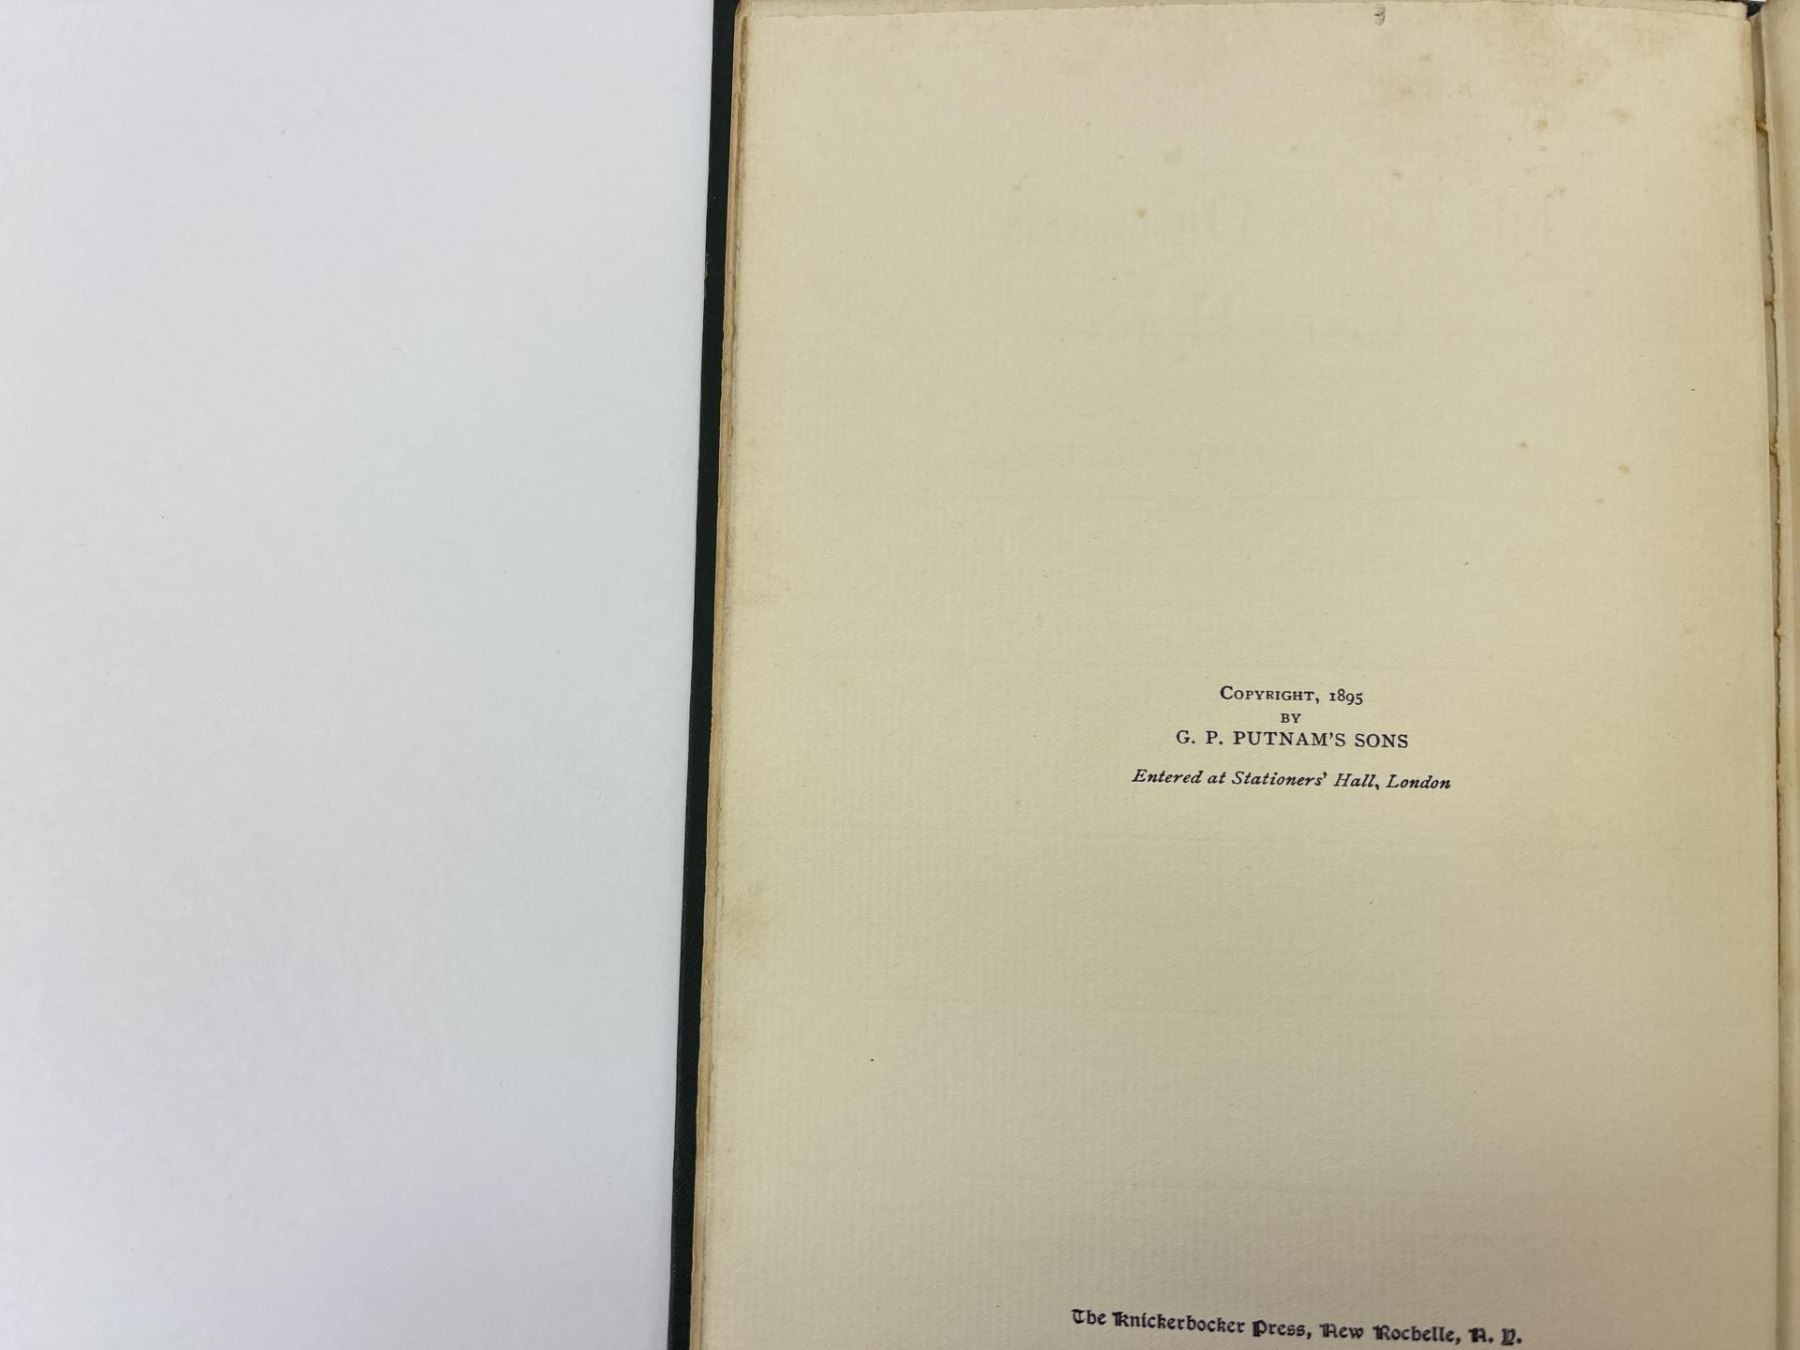 Copyright, 1895
by
G. P. PUTNAM'S SONS
Entered at Stationers' Hall, London
The Knickerbocker Press, New Rochelle, N. Y.